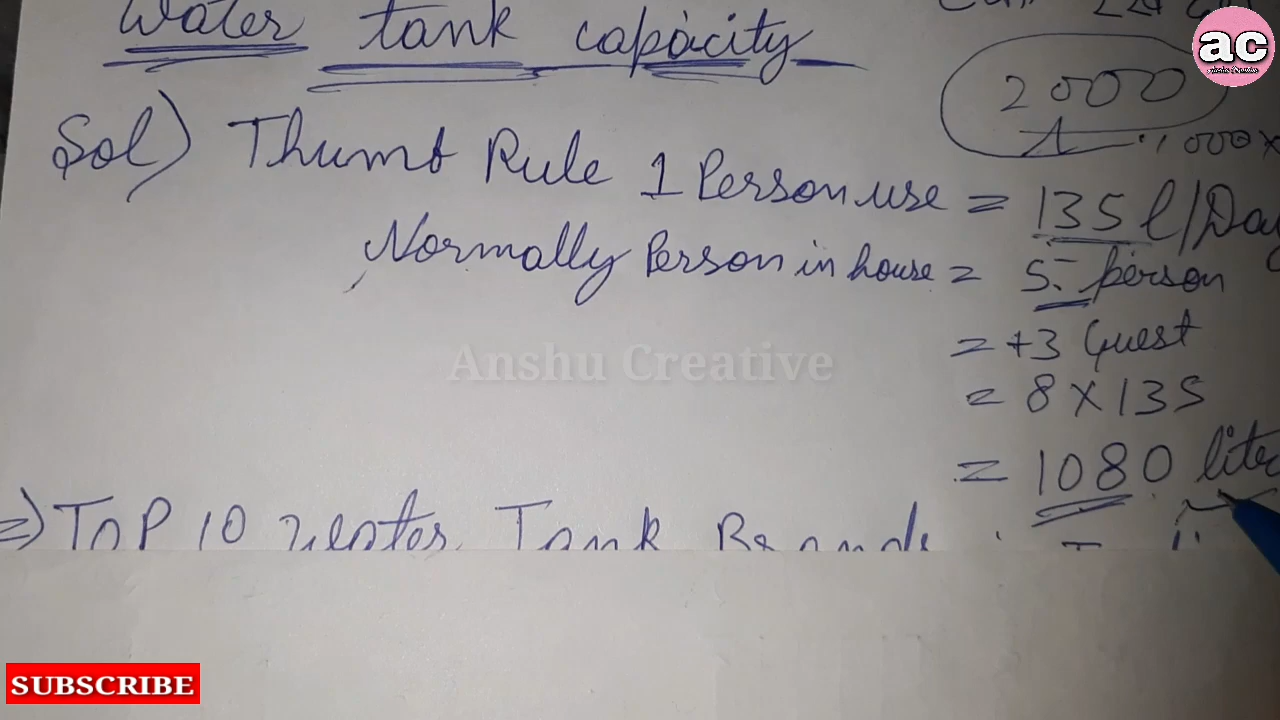 Water tank capacity
ac
2000
Sol) Thumb Rule 1 Person use = 135 l/Day
Normally Person in house = 5 person
= +3 Guest
Anshu Creative
= 8 X 135
= 1080 liter
=> ToP 10 water Tank Brands
SUBSCRIBE